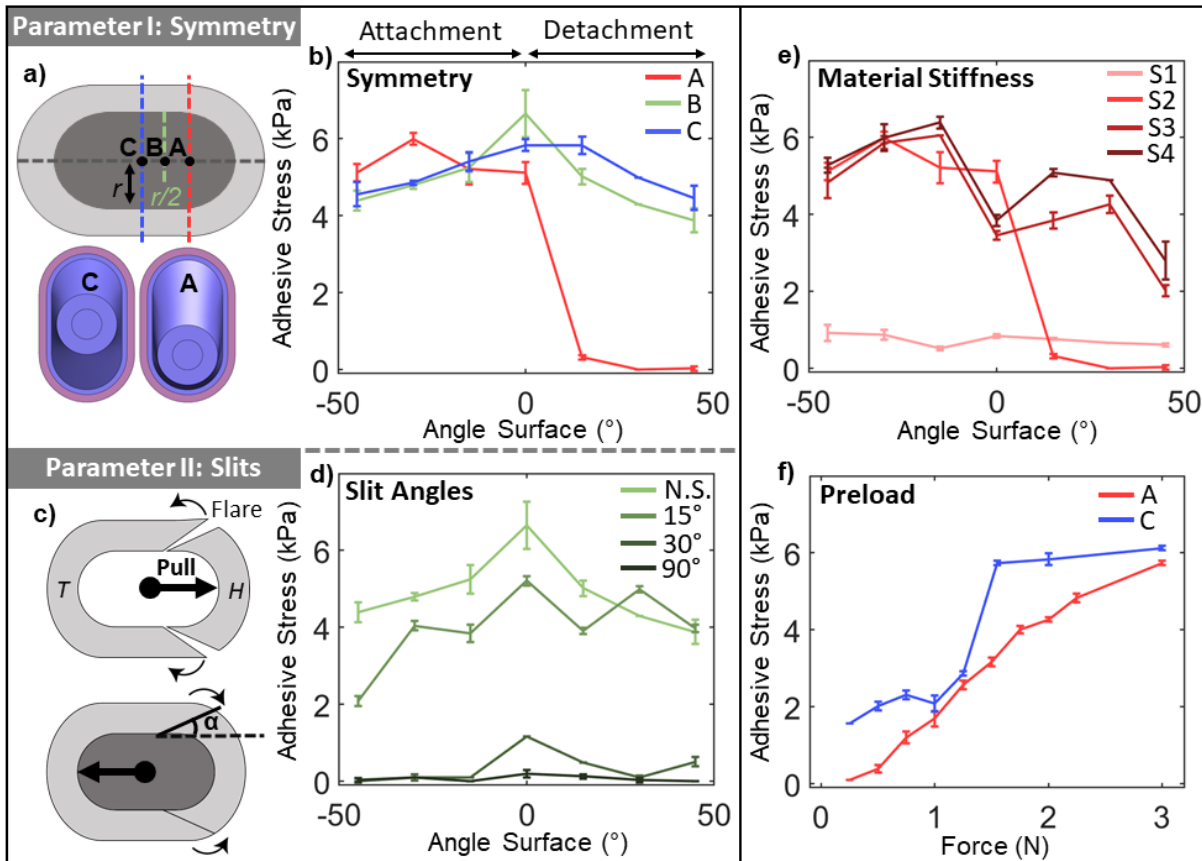 Parameter I: Symmetry
a)
C B A
r
r/2
C
A
Attachment
Detachment
b)
Symmetry
A
B
C
Adhesive Stress (kPa)
6
4
2
0
-50
0
50
Angle Surface (°)
Parameter II: Slits
c)
Flare
Pull
T
H
α
d)
Slit Angles
N.S.
15°
30°
90°
Adhesive Stress (kPa)
6
4
2
0
-50
0
50
Angle Surface (°)
e)
Material Stiffness
S1
S2
S3
S4
Adhesive Stress (kPa)
6
4
2
0
-50
0
50
Angle Surface (°)
f)
Preload
A
C
Adhesive Stress (kPa)
6
4
2
0
0
1
2
3
Force (N)